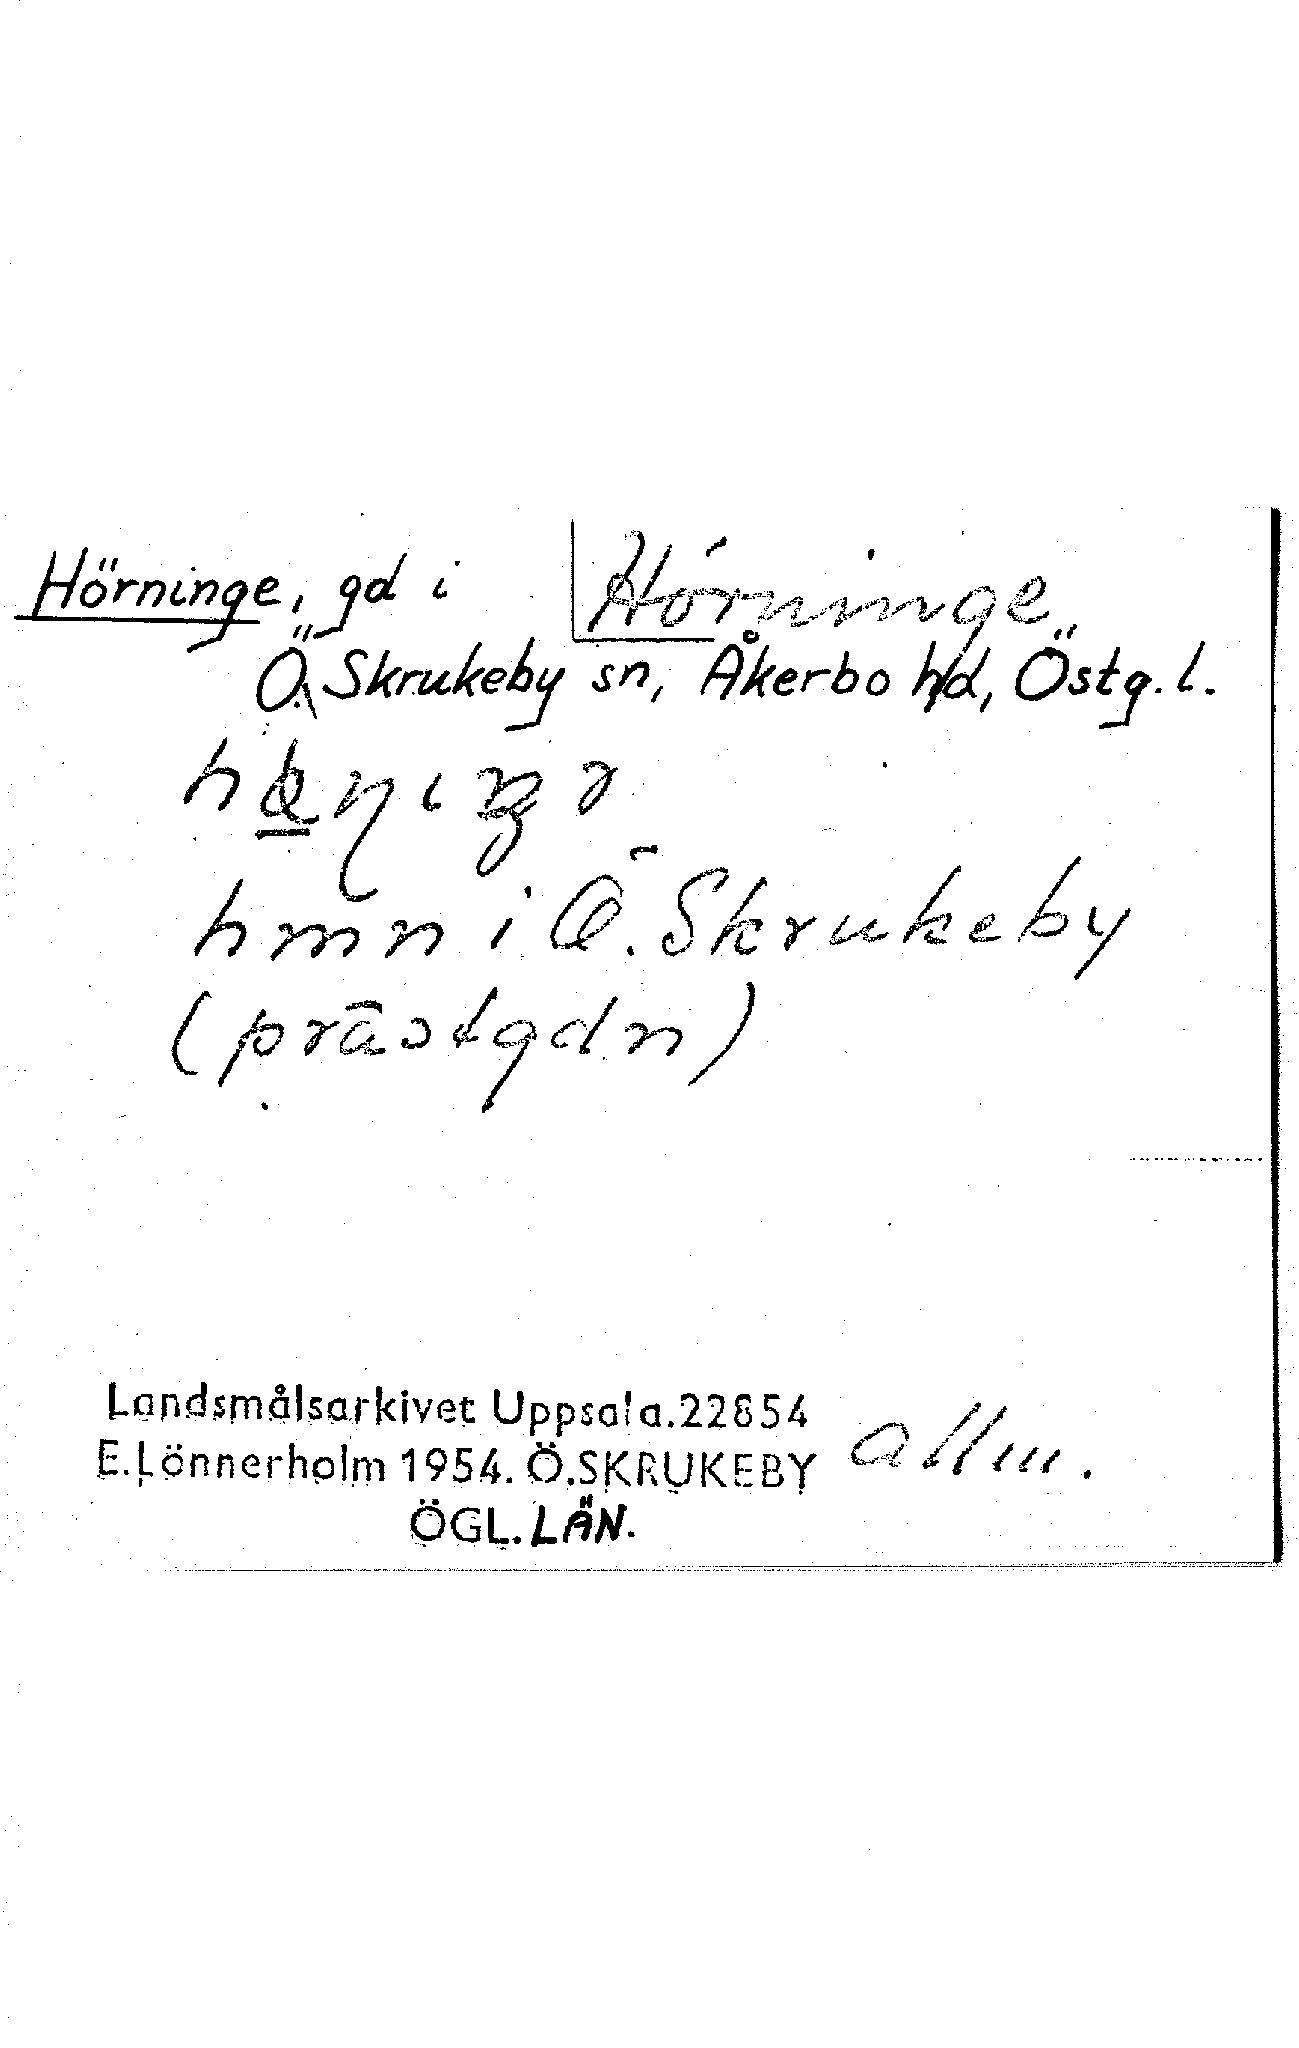 Hörninge, gd i
Hörninge
Ö. Skrukeby sn, Åkerbo hd, Östg. l.
hmn i Ö. Skrukeby
(prästgdn)
Landsmålsarkivet Uppsala.22854
E.Lönnerholm 1954. Ö.SKRUKEBY
allm.
ÖGL. LÄN.